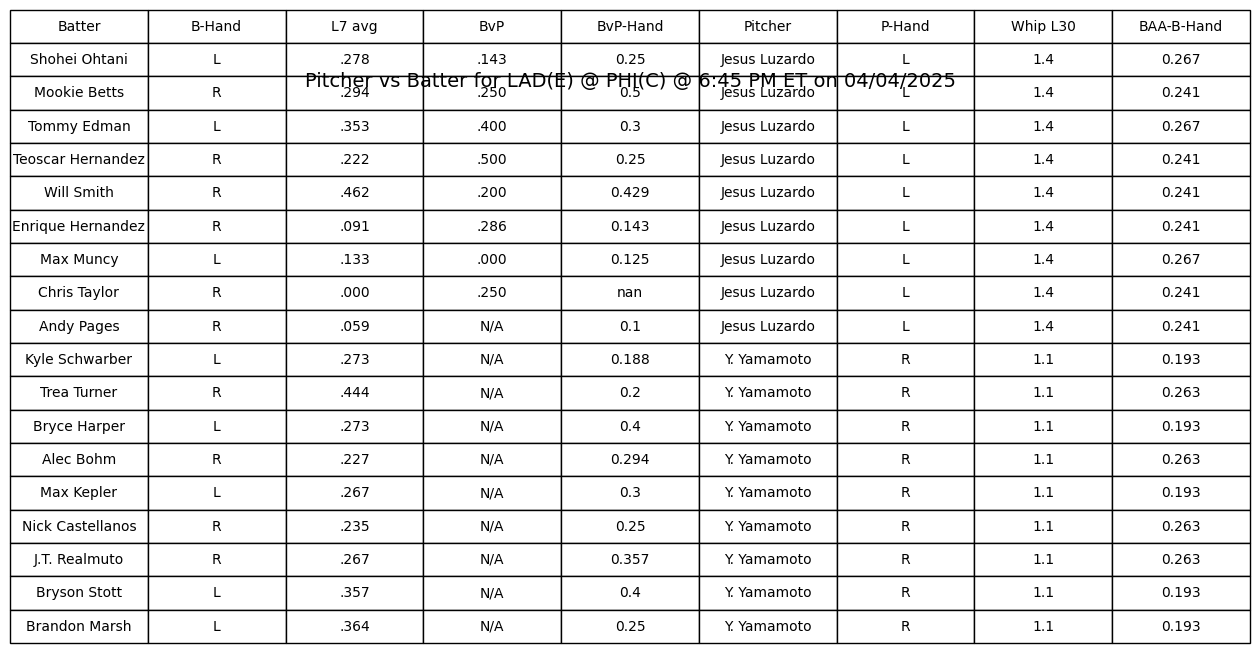 Batter B-Hand L7 avg BvP BvP-Hand Pitcher P-Hand Whip L30 BAA-B-Hand
Shohei Ohtani L .278 .143 0.25 Jesus Luzardo L 1.4 0.267
Pitcher vs Batter for LAD(E) @ PHI(C) @ 6:45 PM ET on 04/04/2025
Mookie Betts R .294 .250 0.5 Jesus Luzardo L 1.4 0.241
Tommy Edman L .353 .400 0.3 Jesus Luzardo L 1.4 0.267
Teoscar Hernandez R .222 .500 0.25 Jesus Luzardo L 1.4 0.241
Will Smith R .462 .200 0.429 Jesus Luzardo L 1.4 0.241
Enrique Hernandez R .091 .286 0.143 Jesus Luzardo L 1.4 0.241
Max Muncy L .133 .000 0.125 Jesus Luzardo L 1.4 0.267
Chris Taylor R .000 .250 nan Jesus Luzardo L 1.4 0.241
Andy Pages R .059 N/A 0.1 Jesus Luzardo L 1.4 0.241
Kyle Schwarber L .273 N/A 0.188 Y. Yamamoto R 1.1 0.193
Trea Turner R .444 N/A 0.2 Y. Yamamoto R 1.1 0.263
Bryce Harper L .273 N/A 0.4 Y. Yamamoto R 1.1 0.193
Alec Bohm R .227 N/A 0.294 Y. Yamamoto R 1.1 0.263
Max Kepler L .267 N/A 0.3 Y. Yamamoto R 1.1 0.193
Nick Castellanos R .235 N/A 0.25 Y. Yamamoto R 1.1 0.263
J.T. Realmuto R .267 N/A 0.357 Y. Yamamoto R 1.1 0.263
Bryson Stott L .357 N/A 0.4 Y. Yamamoto R 1.1 0.193
Brandon Marsh L .364 N/A 0.25 Y. Yamamoto R 1.1 0.193